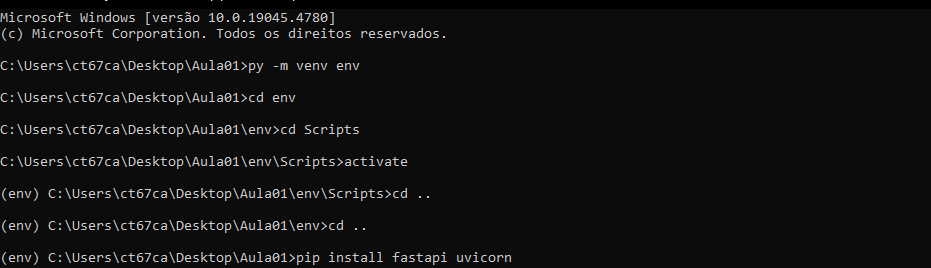 Microsoft Windows [versão 10.0.19045.4780]
(c) Microsoft Corporation. Todos os direitos reservados.
C:\Users\ct67ca\Desktop\Aula01>py -m venv env
C:\Users\ct67ca\Desktop\Aula01>cd env
C:\Users\ct67ca\Desktop\Aula01\env>cd Scripts
C:\Users\ct67ca\Desktop\Aula01\env\Scripts>activate
(env) C:\Users\ct67ca\Desktop\Aula01\env\Scripts>cd ..
(env) C:\Users\ct67ca\Desktop\Aula01\env>cd ..
(env) C:\Users\ct67ca\Desktop\Aula01>pip install fastapi uvicorn